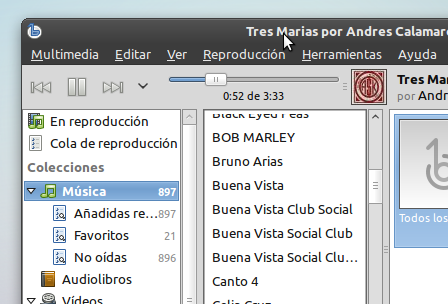 Tres Marias por Andres Calamar
Multimedia Editar Ver Reproducción Herramientas Ayuda
0:52 de 3:33
Tres Mar
por Andr
En reproducción
Cola de reproducción
Colecciones
Música 897
Añadidas re...897
Favoritos 21
No oídas 896
Audiolibros
Vídeos
Black Eyed Peas
BOB MARLEY
Bruno Arias
Buena Vista
Buena Vista Club Social
Buena Vista Social Club
Buena Vista Social Clu...
Canto 4
Celia Cruz
Todos los